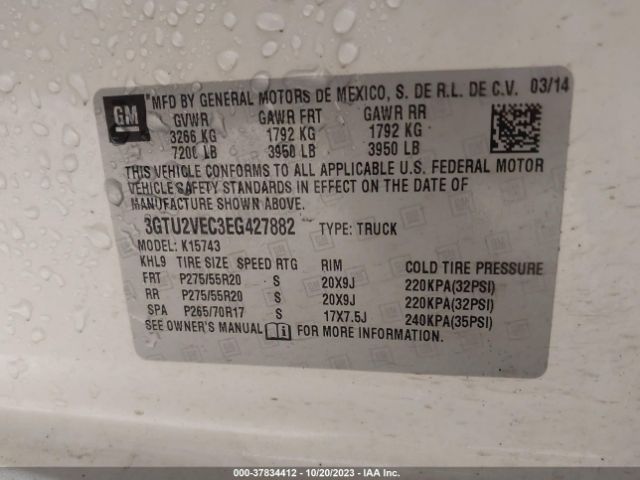 GM "MFD BY GENERAL MOTORS DE MEXICO, S. DE R.L. DE C.V. 03/14
GVWR GAWR FRT GAWR RR
3266 KG 1792 KG 1792 KG
7200 LB 3950 LB 3950 LB
THIS VEHICLE CONFORMS TO ALL APPLICABLE U.S. FEDERAL MOTOR
VEHICLE SAFETY STANDARDS IN EFFECT ON THE DATE OF
MANUFACTURE SHOWN ABOVE.
3GTU2VEC3EG427882 TYPE: TRUCK
MODEL: K15743
KHL9 TIRE SIZE SPEED RTG RIM COLD TIRE PRESSURE
FRT P275/55R20 S 20X9J 220KPA(32PSI)
RR P275/55R20 S 20X9J 220KPA(32PSI)
SPA P265/70R17 S 17X7.5J 240KPA(35PSI)
SEE OWNER'S MANUAL FOR MORE INFORMATION.
000-37834412 - 10/20/2023 - IAA Inc.